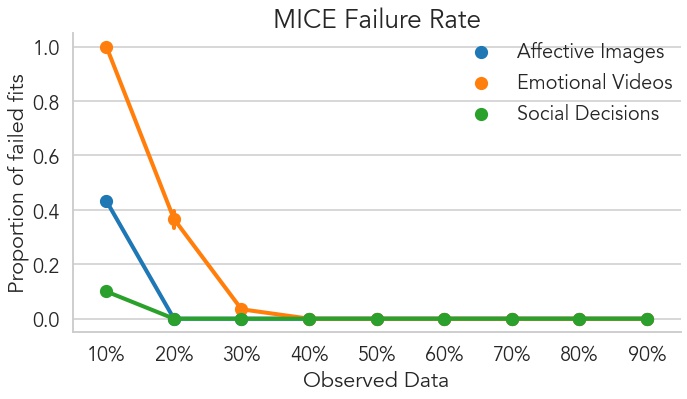 MICE Failure Rate
Affective Images
Emotional Videos
Social Decisions
Proportion of failed fits
1.0
0.8
0.6
0.4
0.2
0.0
10% 20% 30% 40% 50% 60% 70% 80% 90%
Observed Data